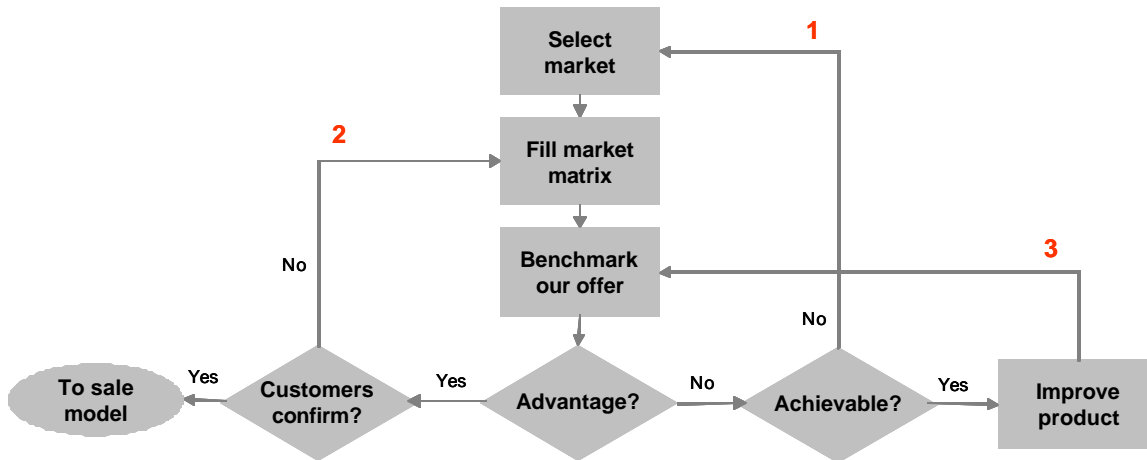 1
Select
market
2
Fill market
matrix
3
Benchmark
our offer
No
No
To sale
model
Yes
Customers
confirm?
Yes
Advantage?
No
Achievable?
Yes
Improve
product